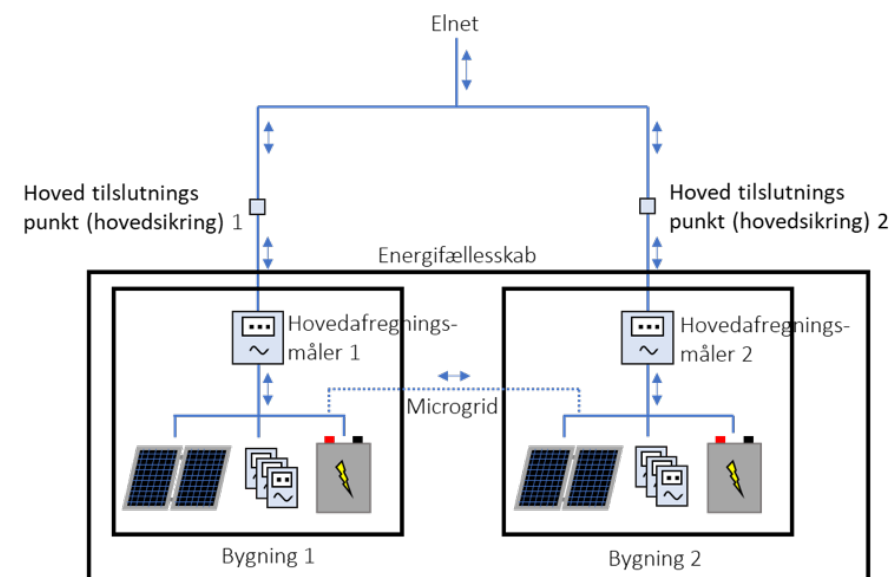 Elnet
Hoved tilslutnings
punkt (hovedsikring) 1
Hoved tilslutnings
punkt (hovedsikring) 2
Energifællesskab
Hovedafregnings-
måler 1
Hovedafregnings-
måler 2
Microgrid
Bygning 1
Bygning 2